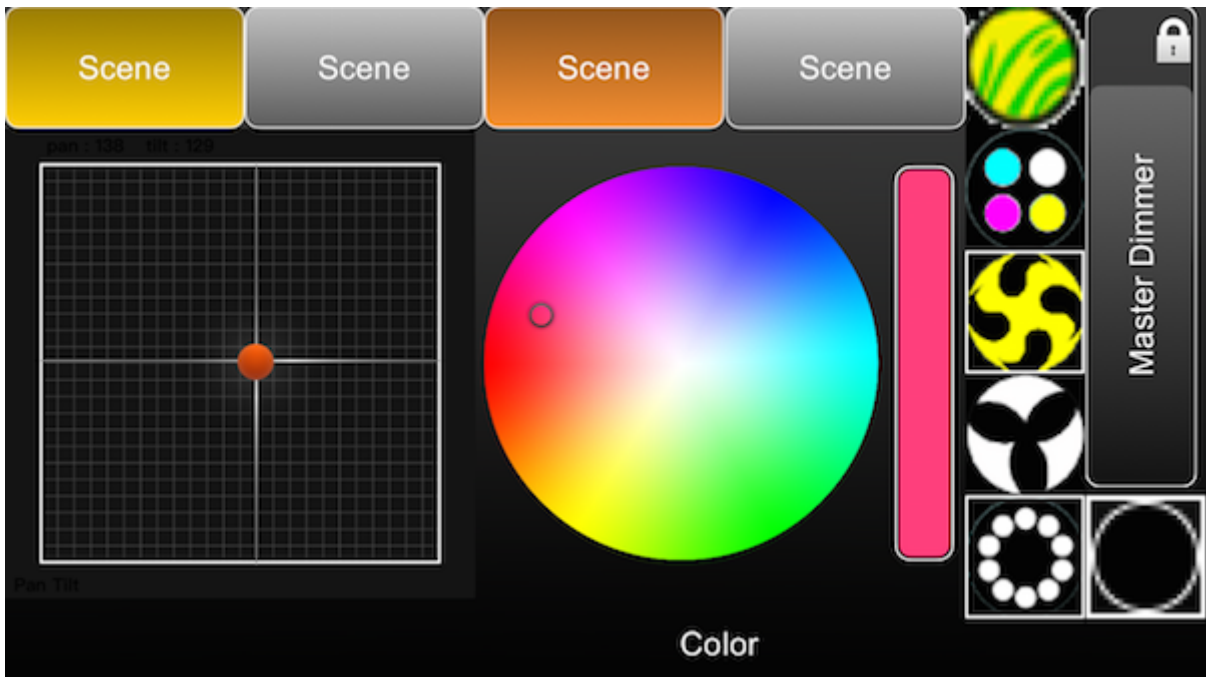 Scene
Scene
Scene
Scene
pan : 138 tilt : 129
Master Dimmer
Pan Tilt
Color